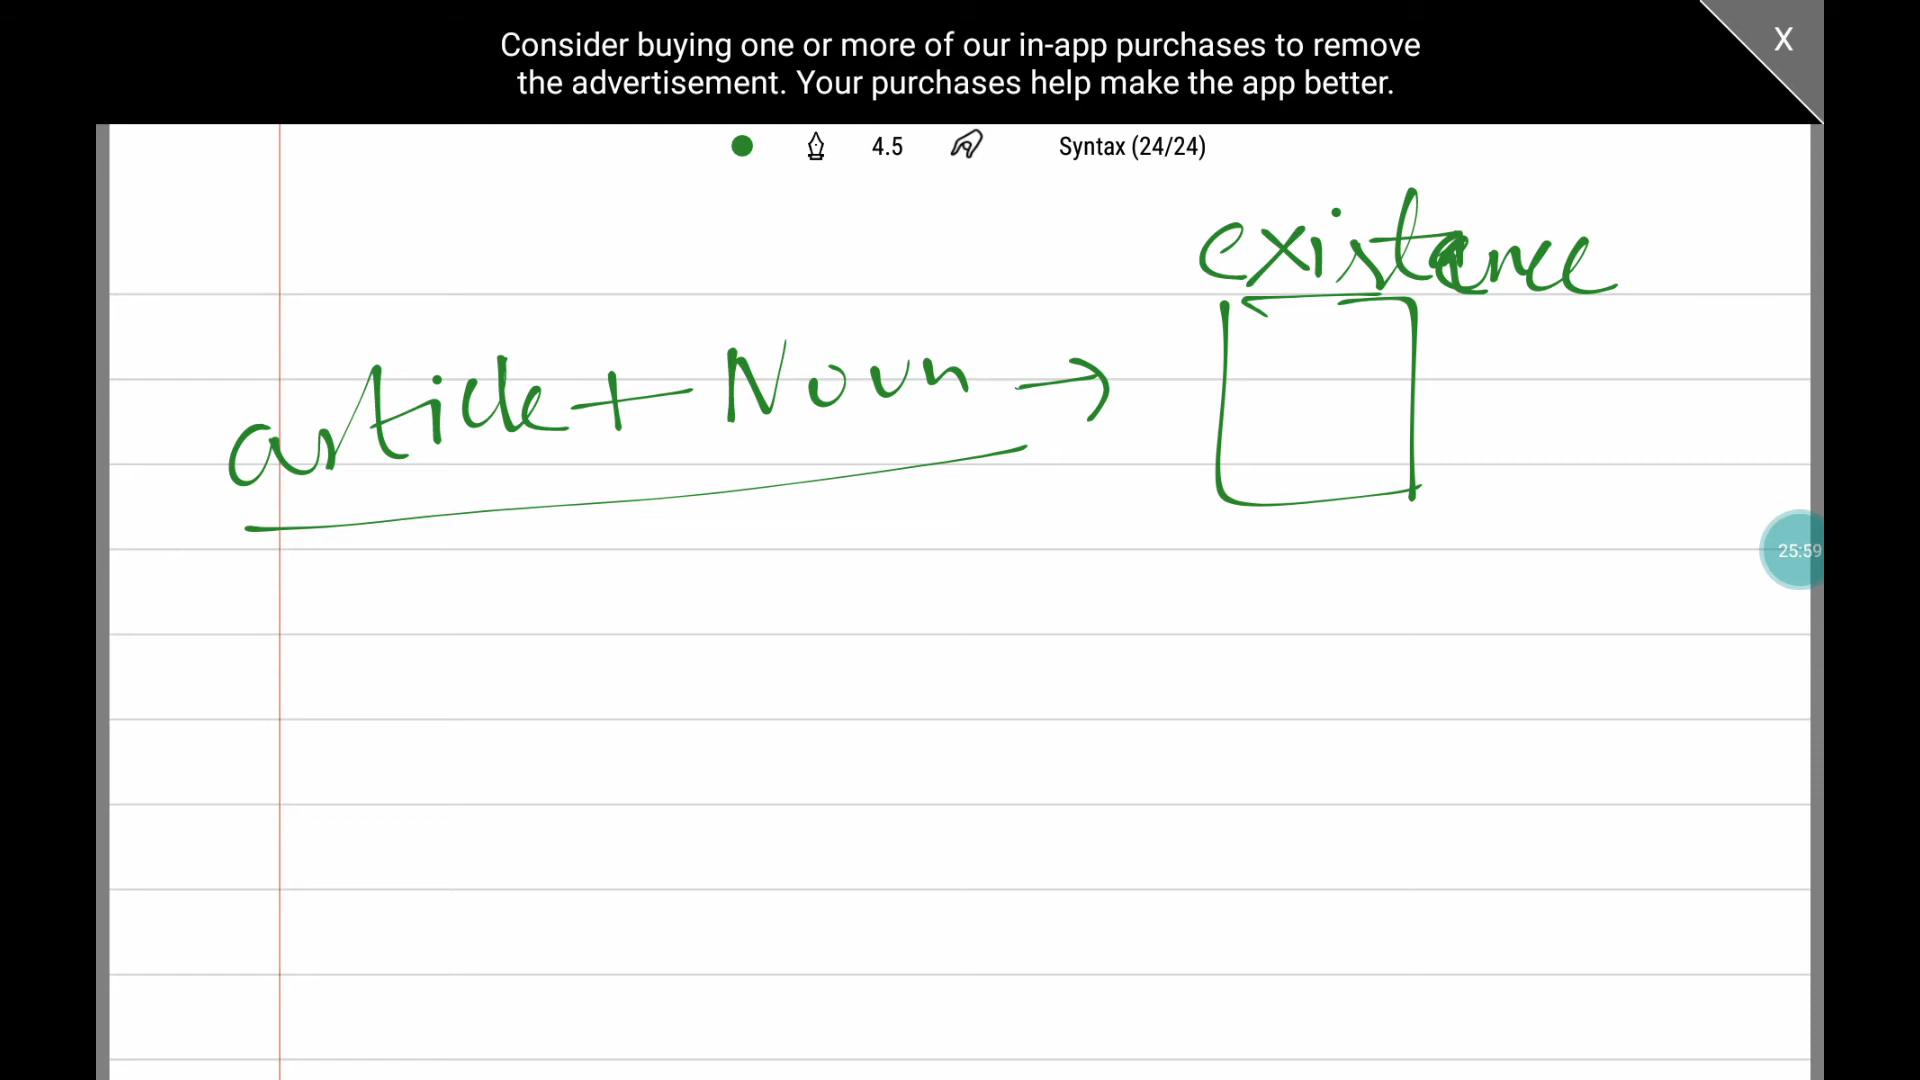 Consider buying one or more of our in-app purchases to remove
the advertisement. Your purchases help make the app better.
X
4.5 Syntax (24/24)
existence
article + Noun →
25:59